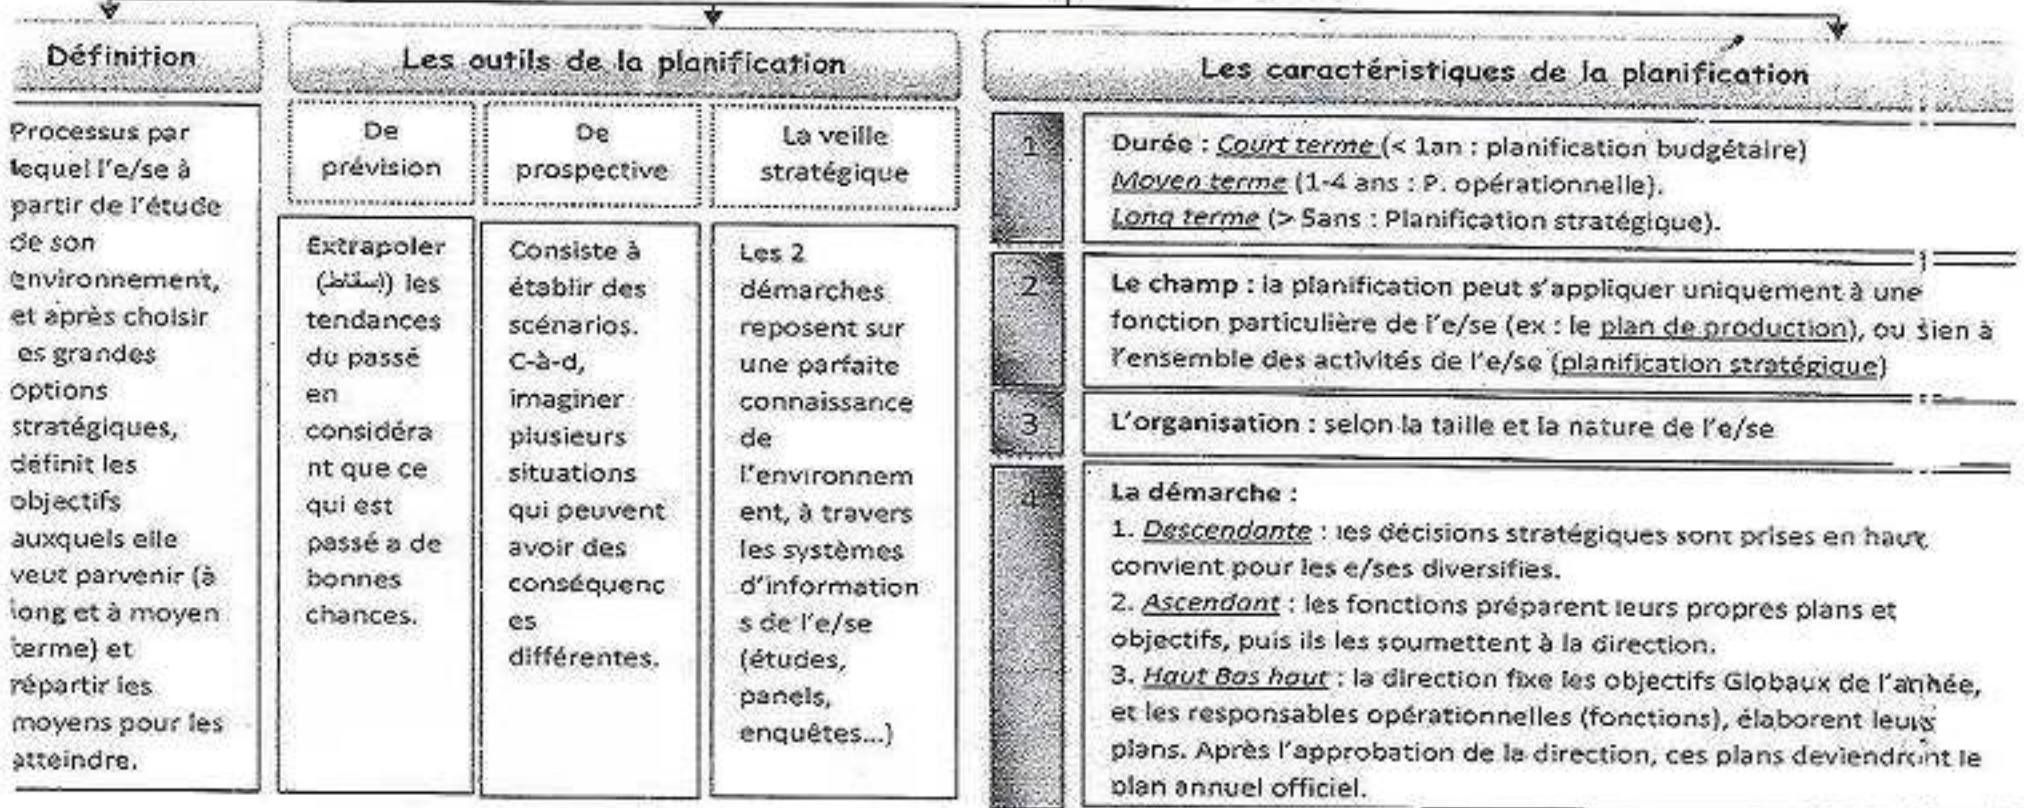 Définition
Processus par
lequel l'e/se à
partir de l'étude
de son
environnement,
et après choisir
es grandes
options
stratégiques,
définit les
objectifs
auxquels elle
veut parvenir (à
long et à moyen
terme) et
répartir les
moyens pour les
atteindre.
Les outils de la planification
De
prévision
Extrapoler
(إسقاط) les
tendances
du passé
en
considéra
nt que ce
qui est
passé a de
bonnes
chances.
De
prospective
Consiste à
établir des
scénarios.
C-à-d,
imaginer
plusieurs
situations
qui peuvent
avoir des
conséquenc
es
différentes.
La veille
stratégique
Les 2
démarches
reposent sur
une parfaite
connaissance
de
l'environnem
ent, à travers
les systèmes
d'information
s de l'e/se
(études,
panels,
enquêtes...)
Les caractéristiques de la planification
1
Durée : Court terme (< 1an : planification budgétaire)
Moyen terme (1-4 ans : P. opérationnelle).
Long terme (> 5ans : Planification stratégique).
2
Le champ : la planification peut s'appliquer uniquement à une
fonction particulière de l'e/se (ex : le plan de production), ou bien à
l'ensemble des activités de l'e/se (planification stratégique)
3
L'organisation : selon la taille et la nature de l'e/se
4
La démarche :
1. Descendante : les décisions stratégiques sont prises en haut,
convient pour les e/ses diversifies.
2. Ascendant : les fonctions préparent leurs propres plans et
objectifs, puis ils les soumettent à la direction.
3. Haut Bas haut : la direction fixe les objectifs Globaux de l'année,
et les responsables opérationnelles (fonctions), élaborent leurs
plans. Après l'approbation de la direction, ces plans deviendront le
plan annuel officiel.